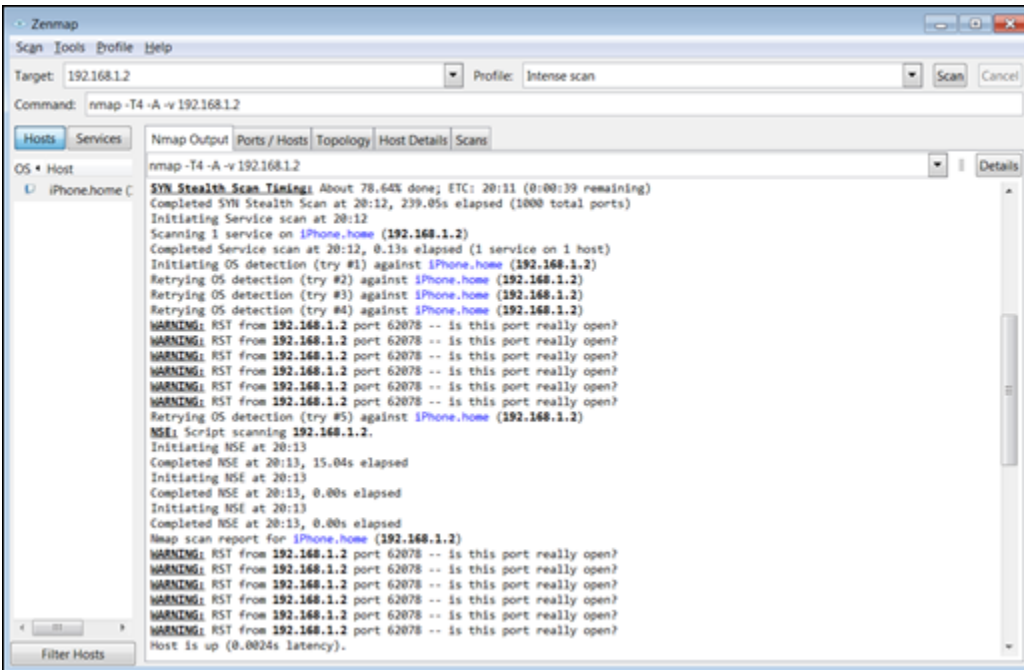 Zenmap
Scan Tools Profile Help
Target: 192.168.1.2 Profile: Intense scan Scan Cancel
Command: nmap -T4 -A -v 192.168.1.2
Hosts Services Nmap Output Ports / Hosts Topology Host Details Scans
OS Host nmap -T4 -A -v 192.168.1.2 Details
iPhone.home (
SYN Stealth Scan Timing: About 78.64% done; ETC: 20:11 (0:00:39 remaining)
Completed SYN Stealth Scan at 20:12, 239.05s elapsed (1000 total ports)
Initiating Service scan at 20:12
Scanning 1 service on iPhone.home (192.168.1.2)
Completed Service scan at 20:12, 0.13s elapsed (1 service on 1 host)
Initiating OS detection (try #1) against iPhone.home (192.168.1.2)
Retrying OS detection (try #2) against iPhone.home (192.168.1.2)
Retrying OS detection (try #3) against iPhone.home (192.168.1.2)
Retrying OS detection (try #4) against iPhone.home (192.168.1.2)
WARNING: RST from 192.168.1.2 port 62078 -- is this port really open?
WARNING: RST from 192.168.1.2 port 62078 -- is this port really open?
WARNING: RST from 192.168.1.2 port 62078 -- is this port really open?
WARNING: RST from 192.168.1.2 port 62078 -- is this port really open?
WARNING: RST from 192.168.1.2 port 62078 -- is this port really open?
WARNING: RST from 192.168.1.2 port 62078 -- is this port really open?
Retrying OS detection (try #5) against iPhone.home (192.168.1.2)
NSE: Script scanning 192.168.1.2.
Initiating NSE at 20:13
Completed NSE at 20:13, 15.04s elapsed
Initiating NSE at 20:13
Completed NSE at 20:13, 0.00s elapsed
Initiating NSE at 20:13
Completed NSE at 20:13, 0.00s elapsed
Nmap scan report for iPhone.home (192.168.1.2)
WARNING: RST from 192.168.1.2 port 62078 -- is this port really open?
WARNING: RST from 192.168.1.2 port 62078 -- is this port really open?
WARNING: RST from 192.168.1.2 port 62078 -- is this port really open?
WARNING: RST from 192.168.1.2 port 62078 -- is this port really open?
WARNING: RST from 192.168.1.2 port 62078 -- is this port really open?
WARNING: RST from 192.168.1.2 port 62078 -- is this port really open?
Host is up (0.0024s latency).
Filter Hosts